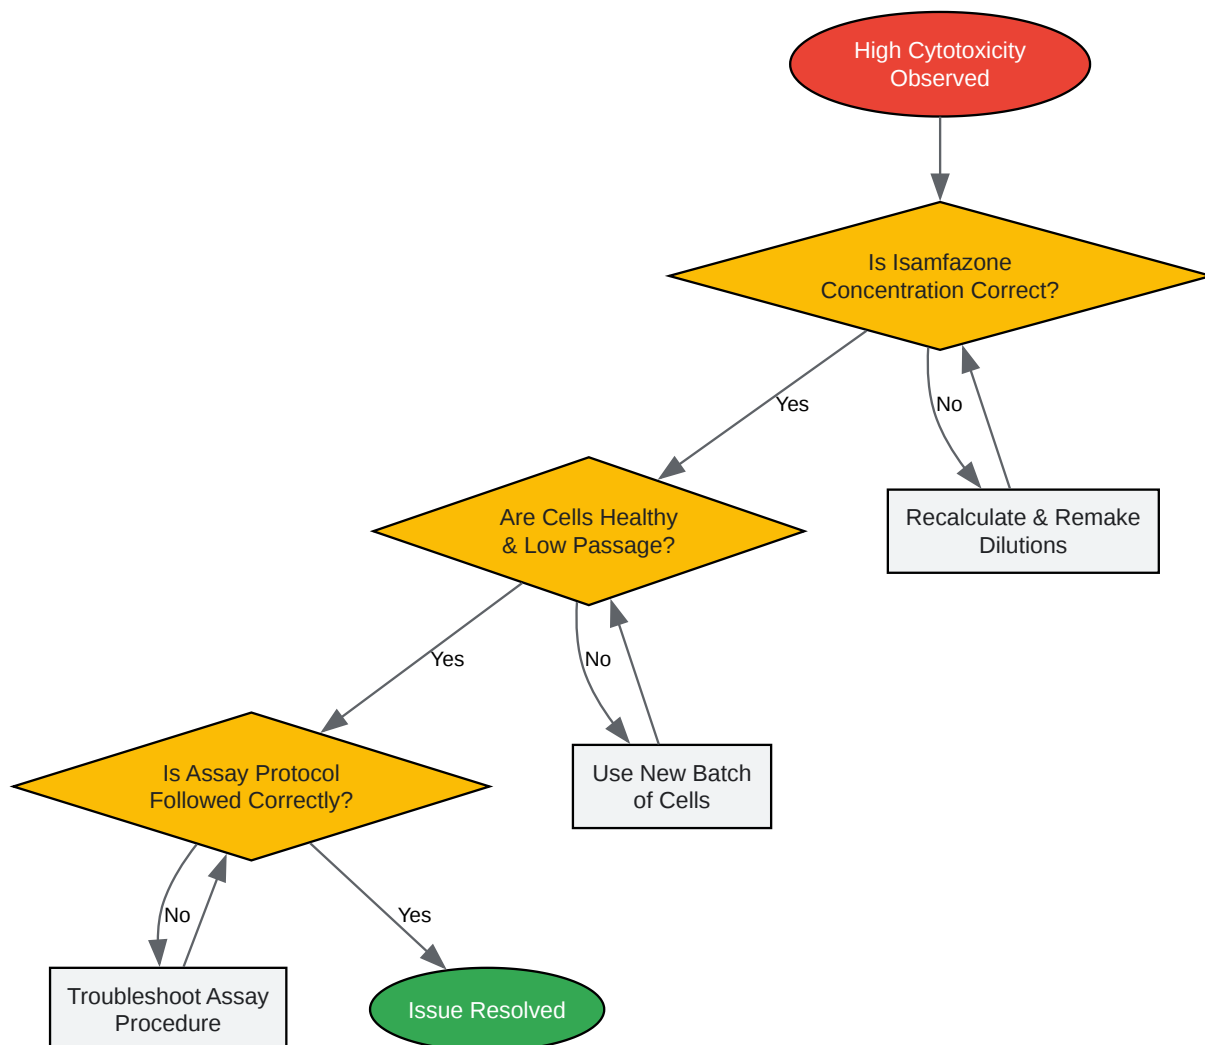 High Cytotoxicity
Observed
Is Isamfazone
Concentration Correct?
Yes
No
Recalculate & Remake
Dilutions
Are Cells Healthy
& Low Passage?
Yes
No
Use New Batch
of Cells
Is Assay Protocol
Followed Correctly?
No
Yes
Troubleshoot Assay
Procedure
Issue Resolved